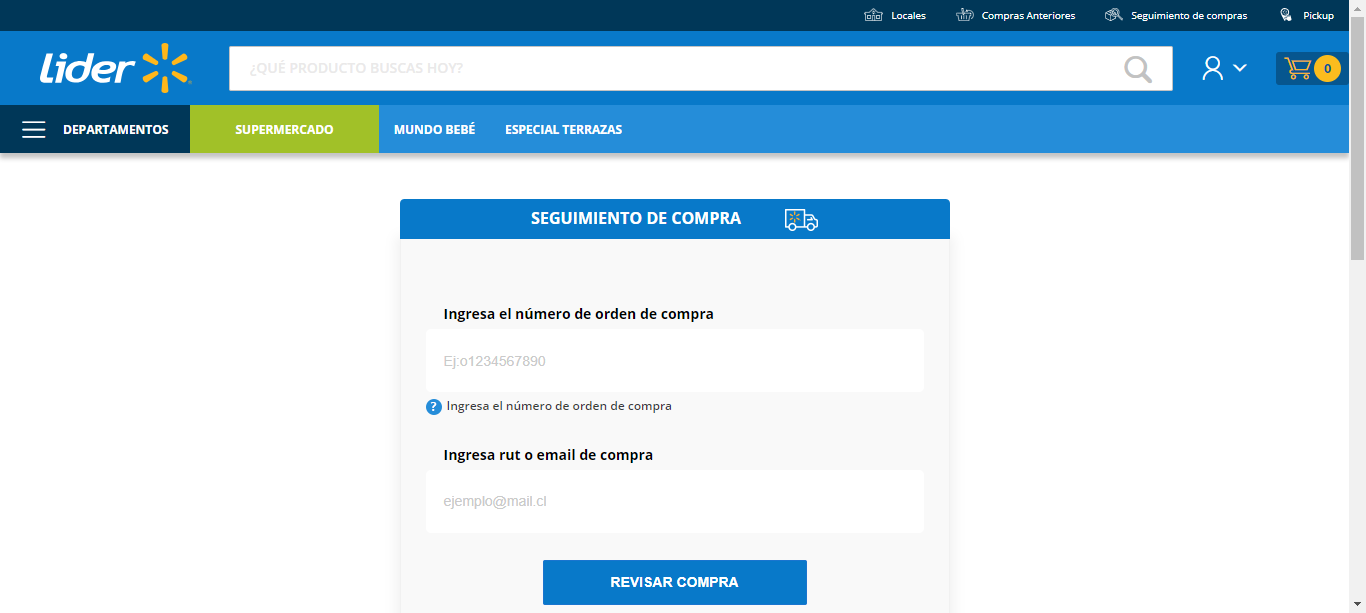 Locales Compras Anteriores Seguimiento de compras Pickup
Lider ¿QUÉ PRODUCTO BUSCAS HOY? 0
DEPARTAMENTOS SUPERMERCADO MUNDO BEBÉ ESPECIAL TERRAZAS
SEGUIMIENTO DE COMPRA
Ingresa el número de orden de compra
Ej:o1234567890
? Ingresa el número de orden de compra
Ingresa rut o email de compra
ejemplo@mail.cl
REVISAR COMPRA